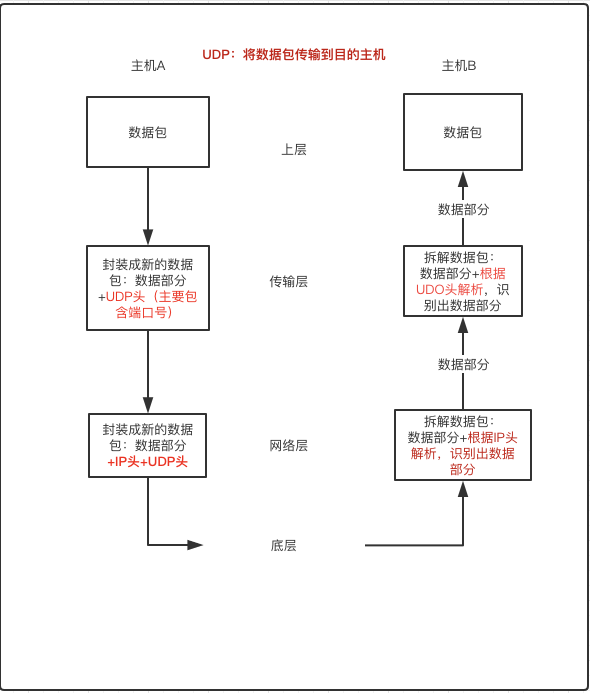 UDP：将数据包传输到目的主机
主机A
主机B
数据包
上层
数据包
数据部分
封装成新的数据
包：数据部分
+UDP头（主要包
含端口号）
传输层
拆解数据包：
数据部分+根据
UDO头解析，识
别出数据部分
数据部分
封装成新的数据
包：数据部分
+IP头+UDP头
网络层
拆解数据包：
数据部分+根据IP头
解析，识别出数据
部分
底层